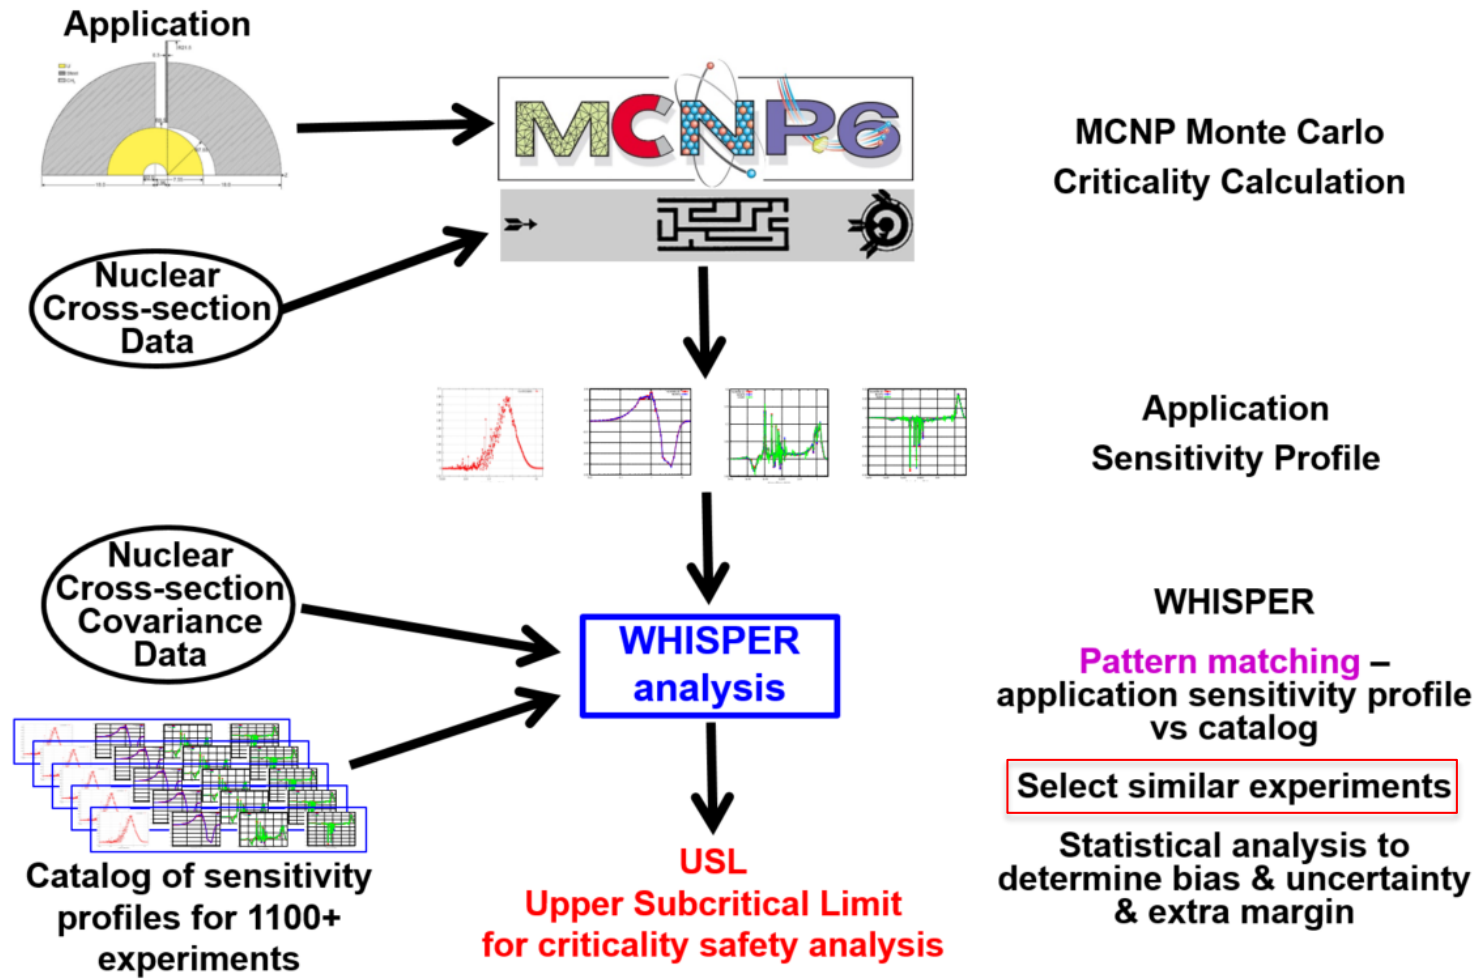 Application
MCNP6
MCNP Monte Carlo
Criticality Calculation
Nuclear
Cross-section
Data
Application
Sensitivity Profile
Nuclear
Cross-section
Covariance
Data
WHISPER
analysis
WHISPER
Pattern matching –
application sensitivity profile
vs catalog
Select similar experiments
Statistical analysis to
determine bias & uncertainty
& extra margin
Catalog of sensitivity
profiles for 1100+
experiments
USL
Upper Subcritical Limit
for criticality safety analysis